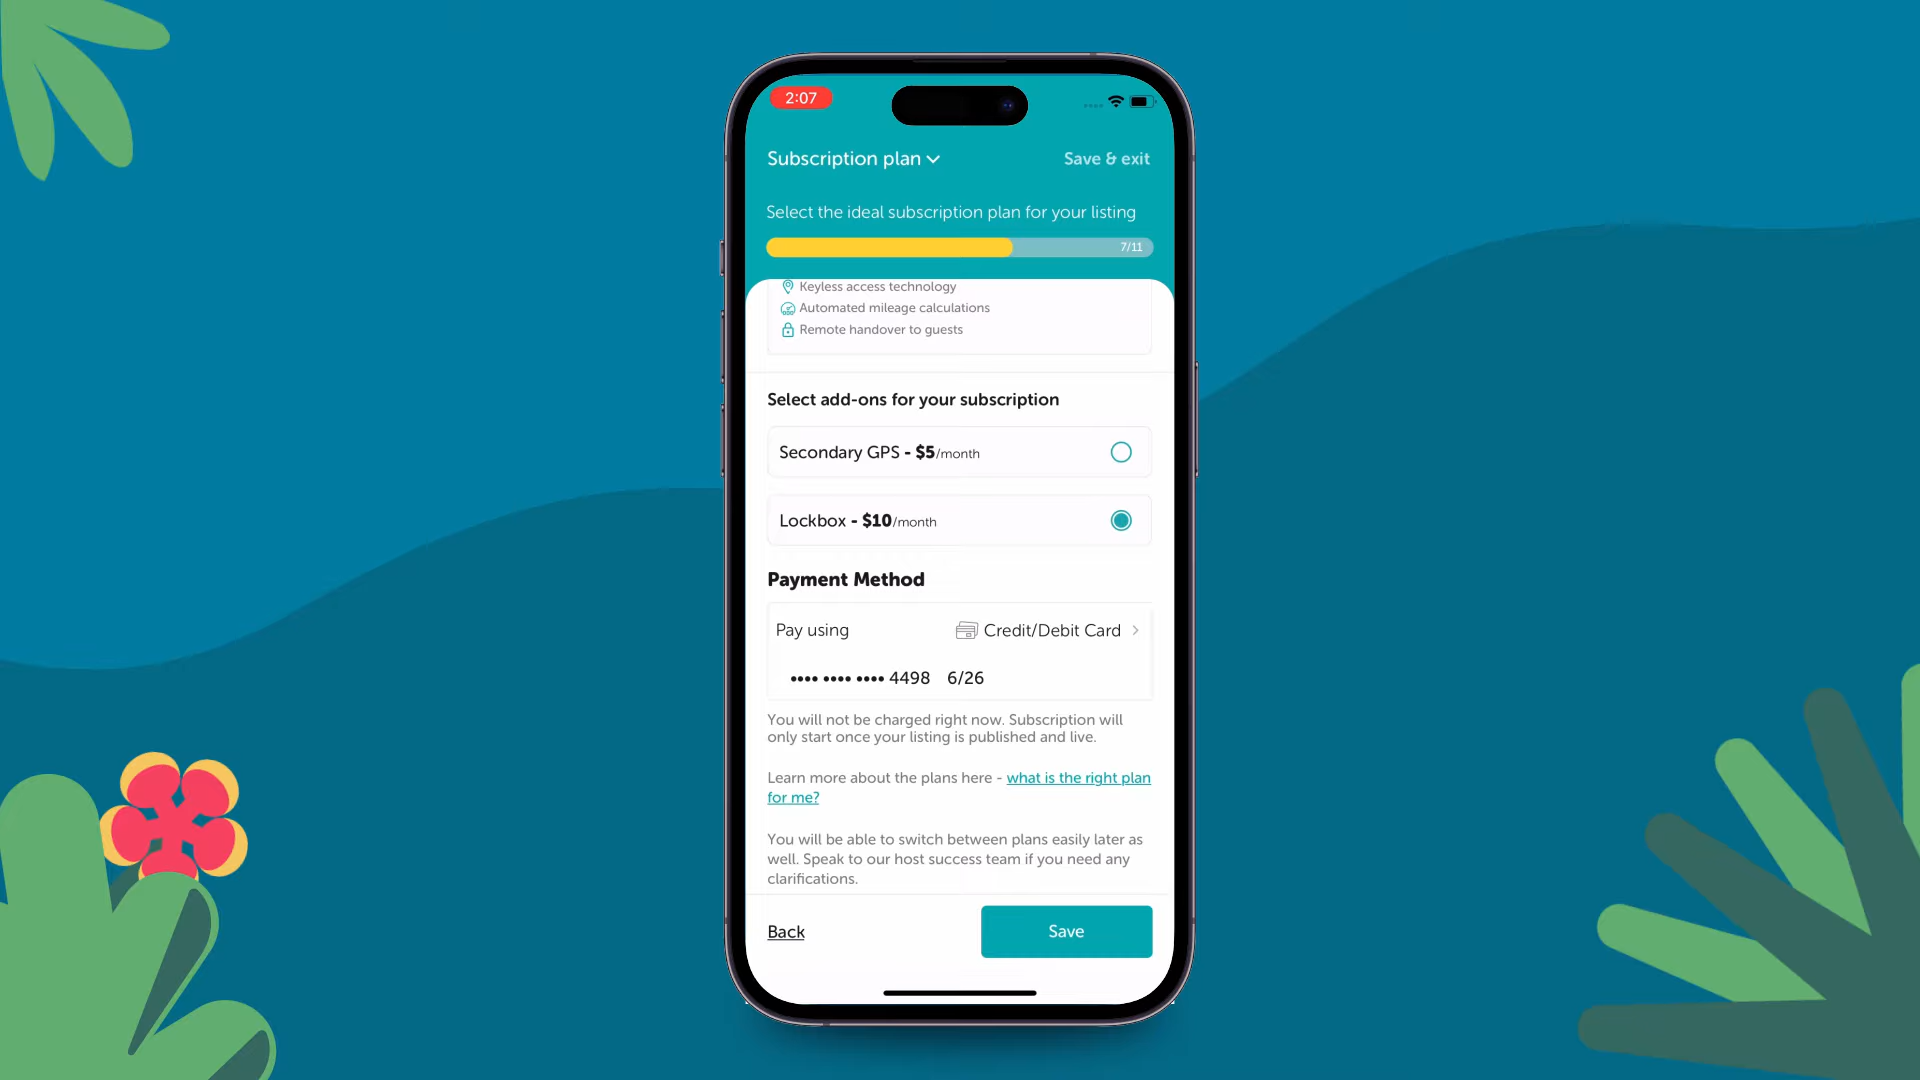 2:07
Subscription plan
Save & exit
Select the ideal subscription plan for your listing
7/11
Keyless access technology
Automated mileage calculations
Remote handover to guests
Select add-ons for your subscription
Secondary GPS - $5/month
Lockbox - $10/month
Payment Method
Pay using Credit/Debit Card
•••• •••• •••• 4498 6/26
You will not be charged right now. Subscription will
only start once your listing is published and live.
Learn more about the plans here - what is the right plan
for me?
You will be able to switch between plans easily later as
well. Speak to our host success team if you need any
clarifications.
Back
Save